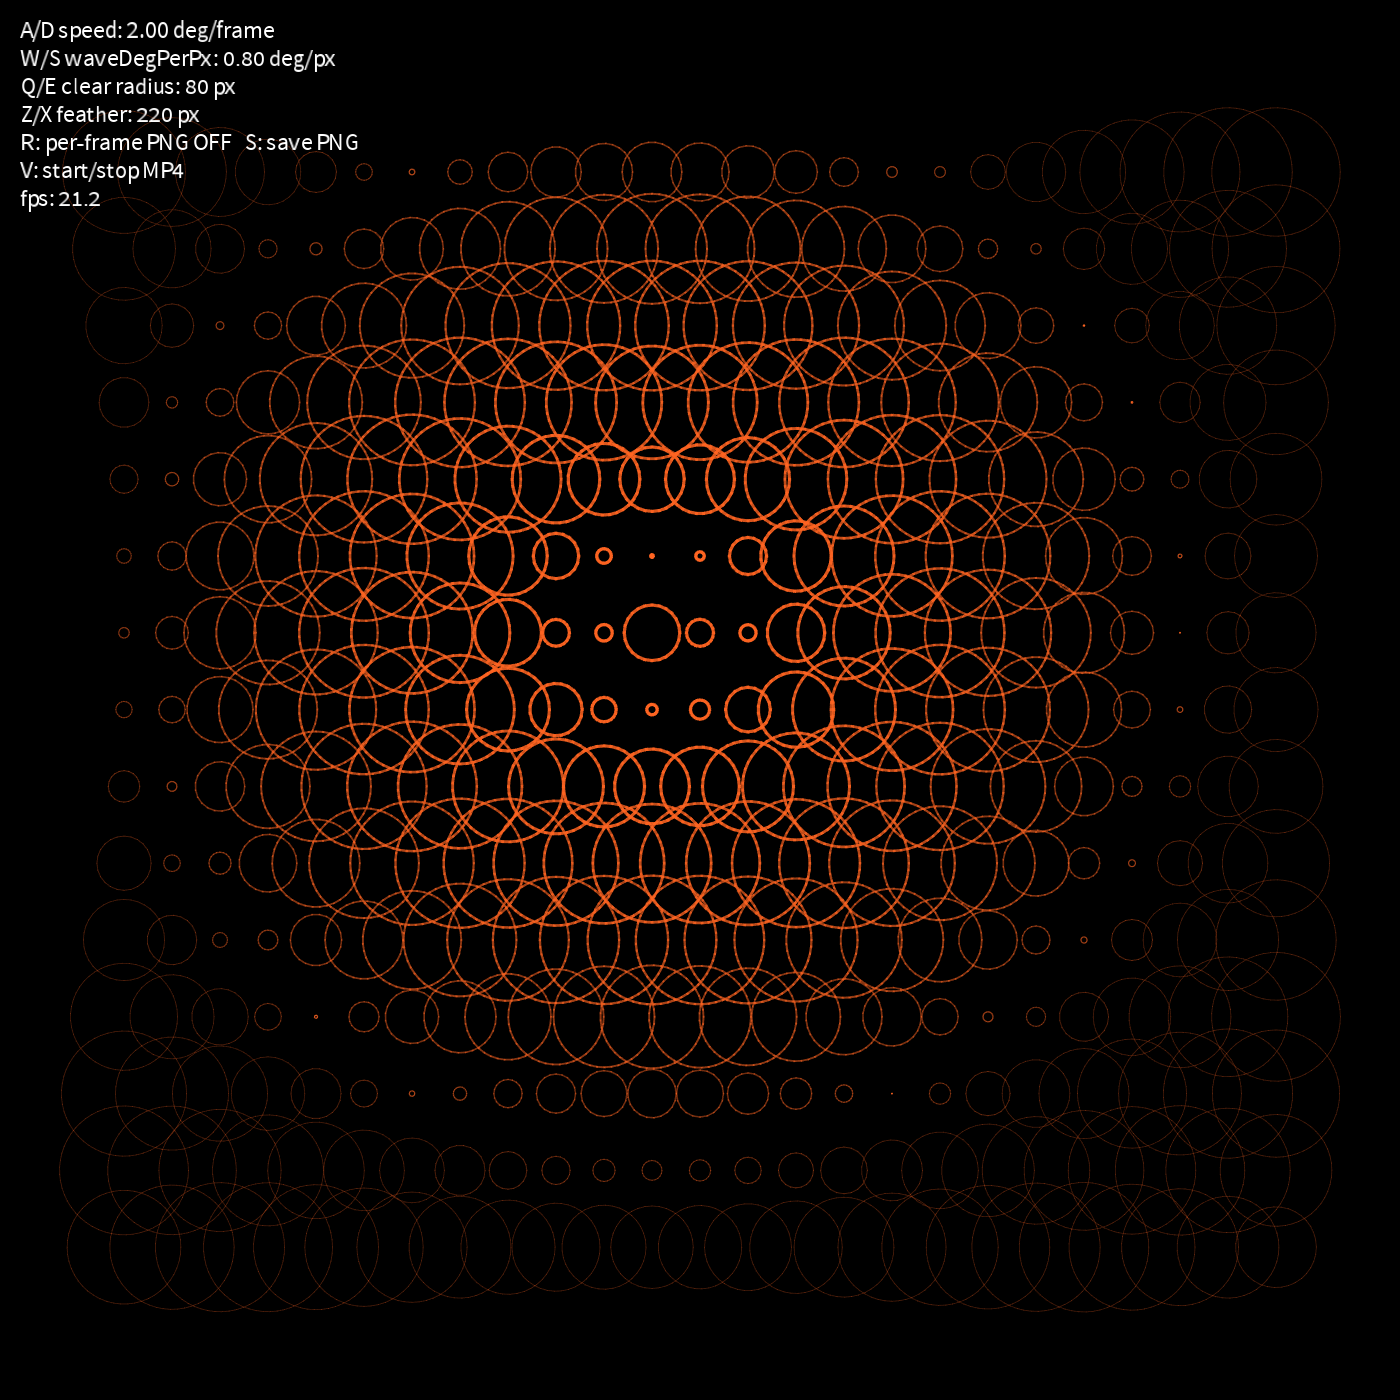 A/D speed: 2.00 deg/frame
W/S waveDegPerPx: 0.80 deg/px
Q/E clear radius: 80 px
Z/X feather: 220 px
R: per-frame PNG OFF   S: save PNG
V: start/stop MP4
fps: 21.2